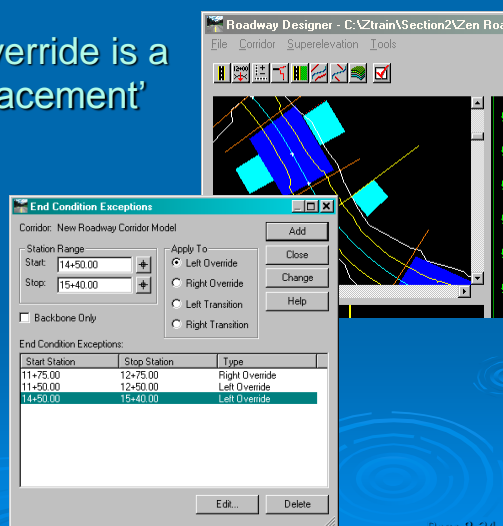 verride is a
acement'
Roadway Designer - C:\Ztrain\Section2\Zen Roa
File Corridor Superelevation Tools
End Condition Exceptions
Corridor: New Roadway Corridor Model
Add
Station Range
Apply To
Start: 14+50.00
Left Override
Close
Stop: 15+40.00
Right Override
Change
Left Transition
Help
Backbone Only
Right Transition
End Condition Exceptions:
Start Station Stop Station Type
11+75.00 12+75.00 Right Override
11+50.00 12+50.00 Left Override
14+50.00 15+40.00 Left Override
Edit... Delete